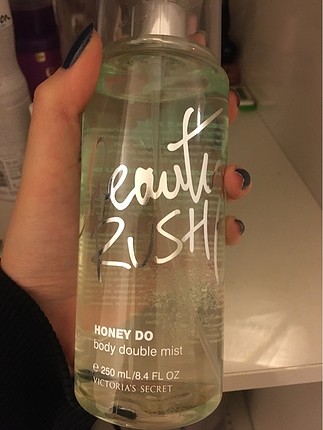 Beauty
RUSH
HONEY DO
body double mist
℮ 250 mL/8.4 FL OZ
VICTORIA'S SECRET